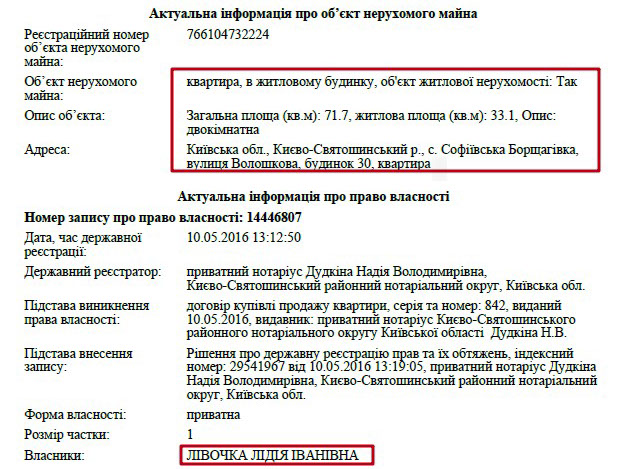 Актуальна інформація про об’єкт нерухомого майна
Реєстраційний номер 766104732224
об’єкта нерухомого
майна:
Об’єкт нерухомого квартира, в житловому будинку, об'єкт житлової нерухомості: Так
майна:
Опис об’єкта: Загальна площа (кв.м): 71.7, житлова площа (кв.м): 33.1, Опис:
двокімнатна
Адреса: Київська обл., Києво-Святошинський р., с. Софіївська Борщагівка,
вулиця Волошкова, будинок 30, квартира
Актуальна інформація про право власності
Номер запису про право власності: 14446807
Дата, час державної 10.05.2016 13:12:50
реєстрації:
Державний реєстратор: приватний нотаріус Дудкіна Надія Володимирівна,
Києво-Святошинський районний нотаріальний округ, Київська обл.
Підстава виникнення договір купівлі продажу квартири, серія та номер: 842, виданий
права власності: 10.05.2016, видавник: приватний нотаріус Києво-Святошинського
районного нотаріального округу Київської області Дудкіна Н.В.
Підстава внесення Рішення про державну реєстрацію прав та їх обтяжень, індексний
запису: номер: 29541967 від 10.05.2016 13:19:05, приватний нотаріус Дудкіна
Надія Володимирівна, Києво-Святошинський районний нотаріальний
округ, Київська обл.
Форма власності: приватна
Розмір частки: 1
Власники: ЛІВОЧКА ЛІДІЯ ІВАНІВНА